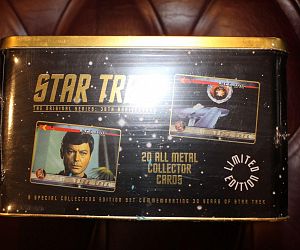 STAR TREK
THE ORIGINAL SERIES: 30TH ANNIVERSARY
20 ALL METAL
COLLECTOR
CARDS
LIMITED
EDITION
A SPECIAL COLLECTORS EDITION SET COMMEMORATING 30 YEARS OF STAR TREK